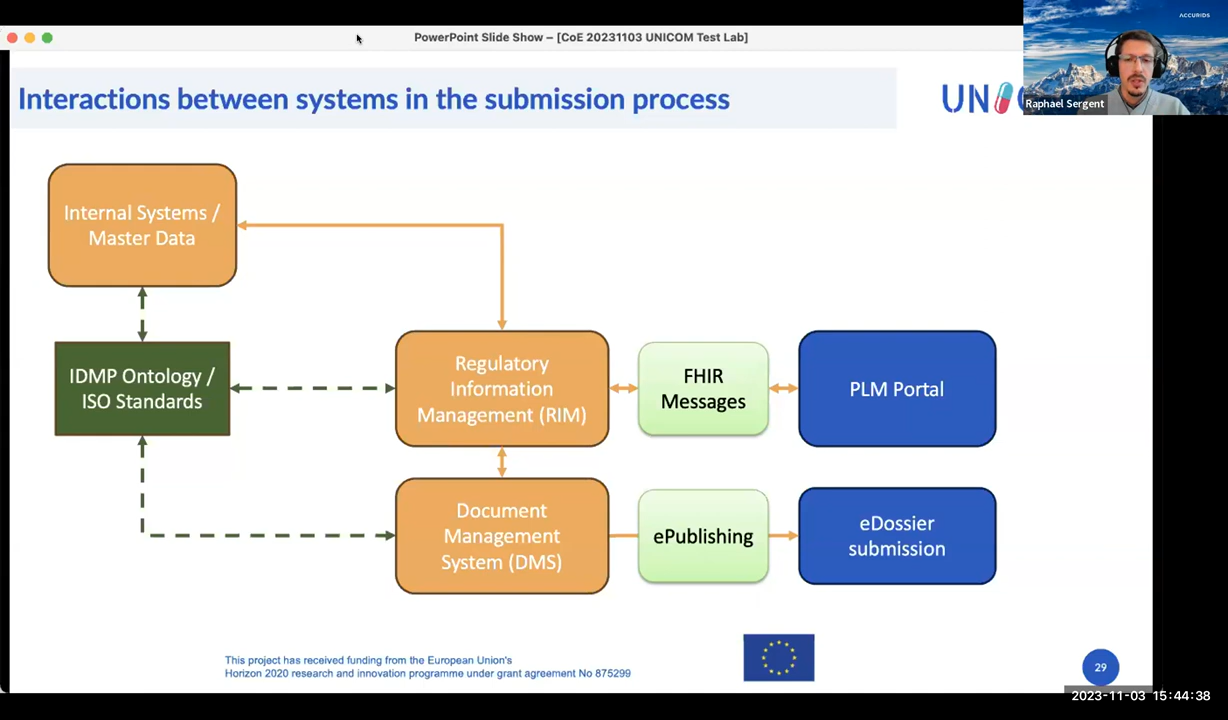 ACCURIDS
PowerPoint Slide Show – [CoE 20231103 UNICOM Test Lab]
Raphael Sergent
Interactions between systems in the submission process
UNI
Internal Systems /
Master Data
IDMP Ontology /
ISO Standards
Regulatory
Information
Management (RIM)
FHIR
Messages
PLM Portal
Document
Management
System (DMS)
ePublishing
eDossier
submission
This project has received funding from the European Union's
Horizon 2020 research and innovation programme under grant agreement No 875299
29
2023-11-03 15:44:38